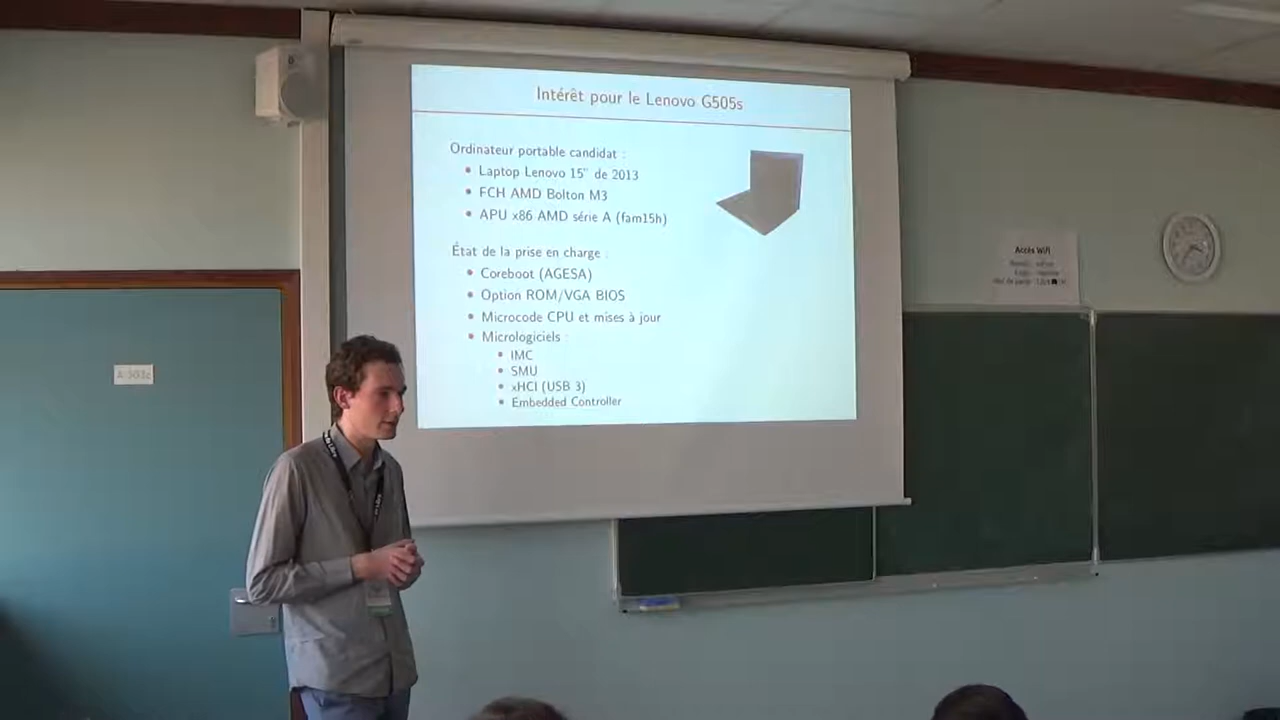 Intérêt pour le Lenovo G505s
Ordinateur portable candidat :
• Laptop Lenovo 15" de 2013
• FCH AMD Bolton M3
• APU x86 AMD série A (fam15h)
État de la prise en charge :
• Coreboot (AGESA)
• Option ROM/VGA BIOS
• Microcode CPU et mises à jour
• Micrologiciels :
• IMC
• SMU
• xHCI (USB 3)
• Embedded Controller
Accès Wifi